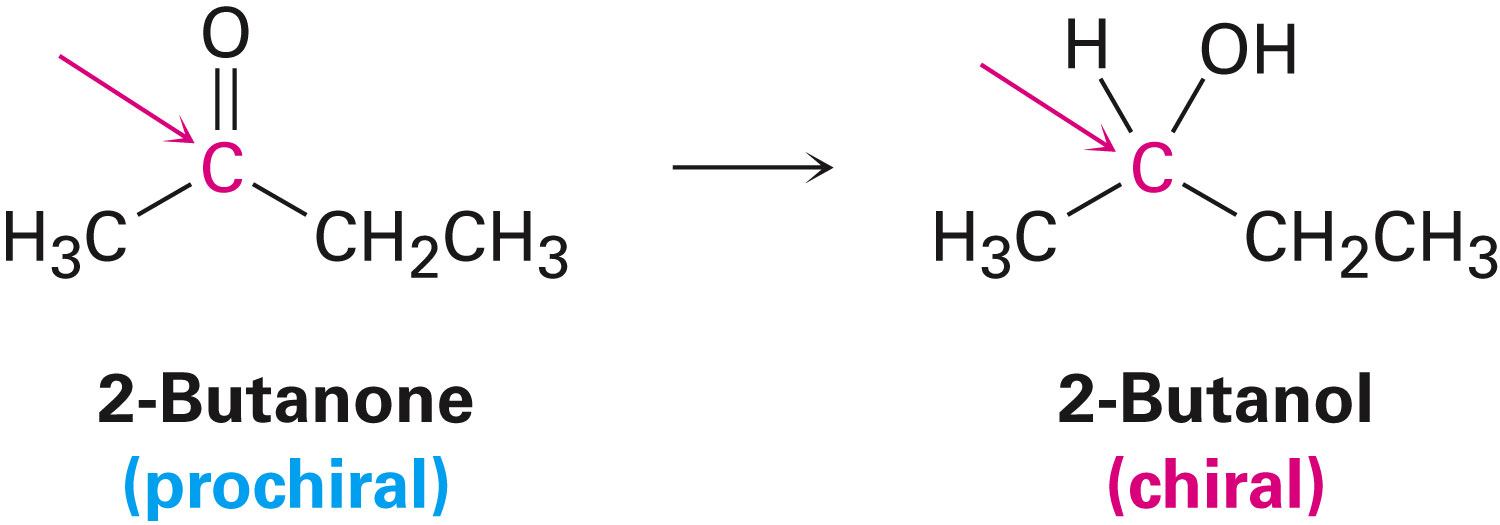 O
C
H3C
CH2CH3
H
OH
C
H3C
CH2CH3
2-Butanone
(prochiral)
2-Butanol
(chiral)